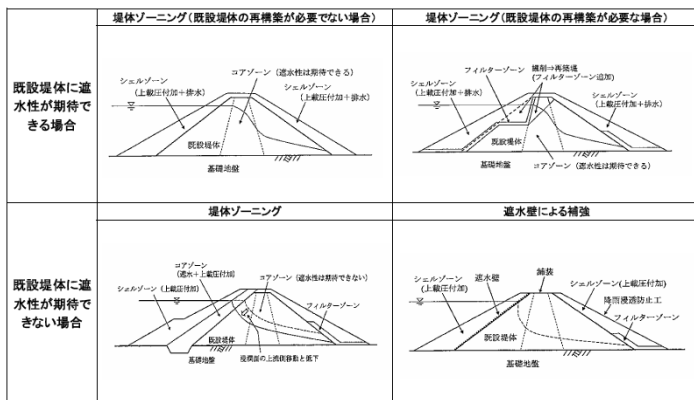 堤体ゾーニング(既設堤体の再構築が必要でない場合)
堤体ゾーニング(既設堤体の再構築が必要な場合)
既設堤体に遮
水性が期待で
きる場合
シェルゾーン
(上載圧付加+排水)
コアゾーン(遮水性は期待できる)
シェルゾーン
(上載圧付加+排水)
既設堤体
基礎地盤
フィルターゾーン
掘削⇒再築堤
(フィルターゾーン追加)
シェルゾーン
(上載圧付加+排水)
シェルゾーン
(上載圧付加+排水)
既設堤体
基礎地盤
コアゾーン(遮水性は期待できる)
堤体ゾーニング
遮水壁による補強
既設堤体に遮
水性が期待で
きない場合
コアゾーン
(遮水+上載圧付加)
シェルゾーン(上載圧付加)
コアゾーン(遮水性は期待できない)
フィルターゾーン
既設堤体
基礎地盤
浸潤面の上流側移動と低下
シェルゾーン
(上載圧付加)
遮水壁
舗装
シェルゾーン(上載圧付加)
降雨浸透防止工
フィルターゾーン
既設堤体
基礎地盤